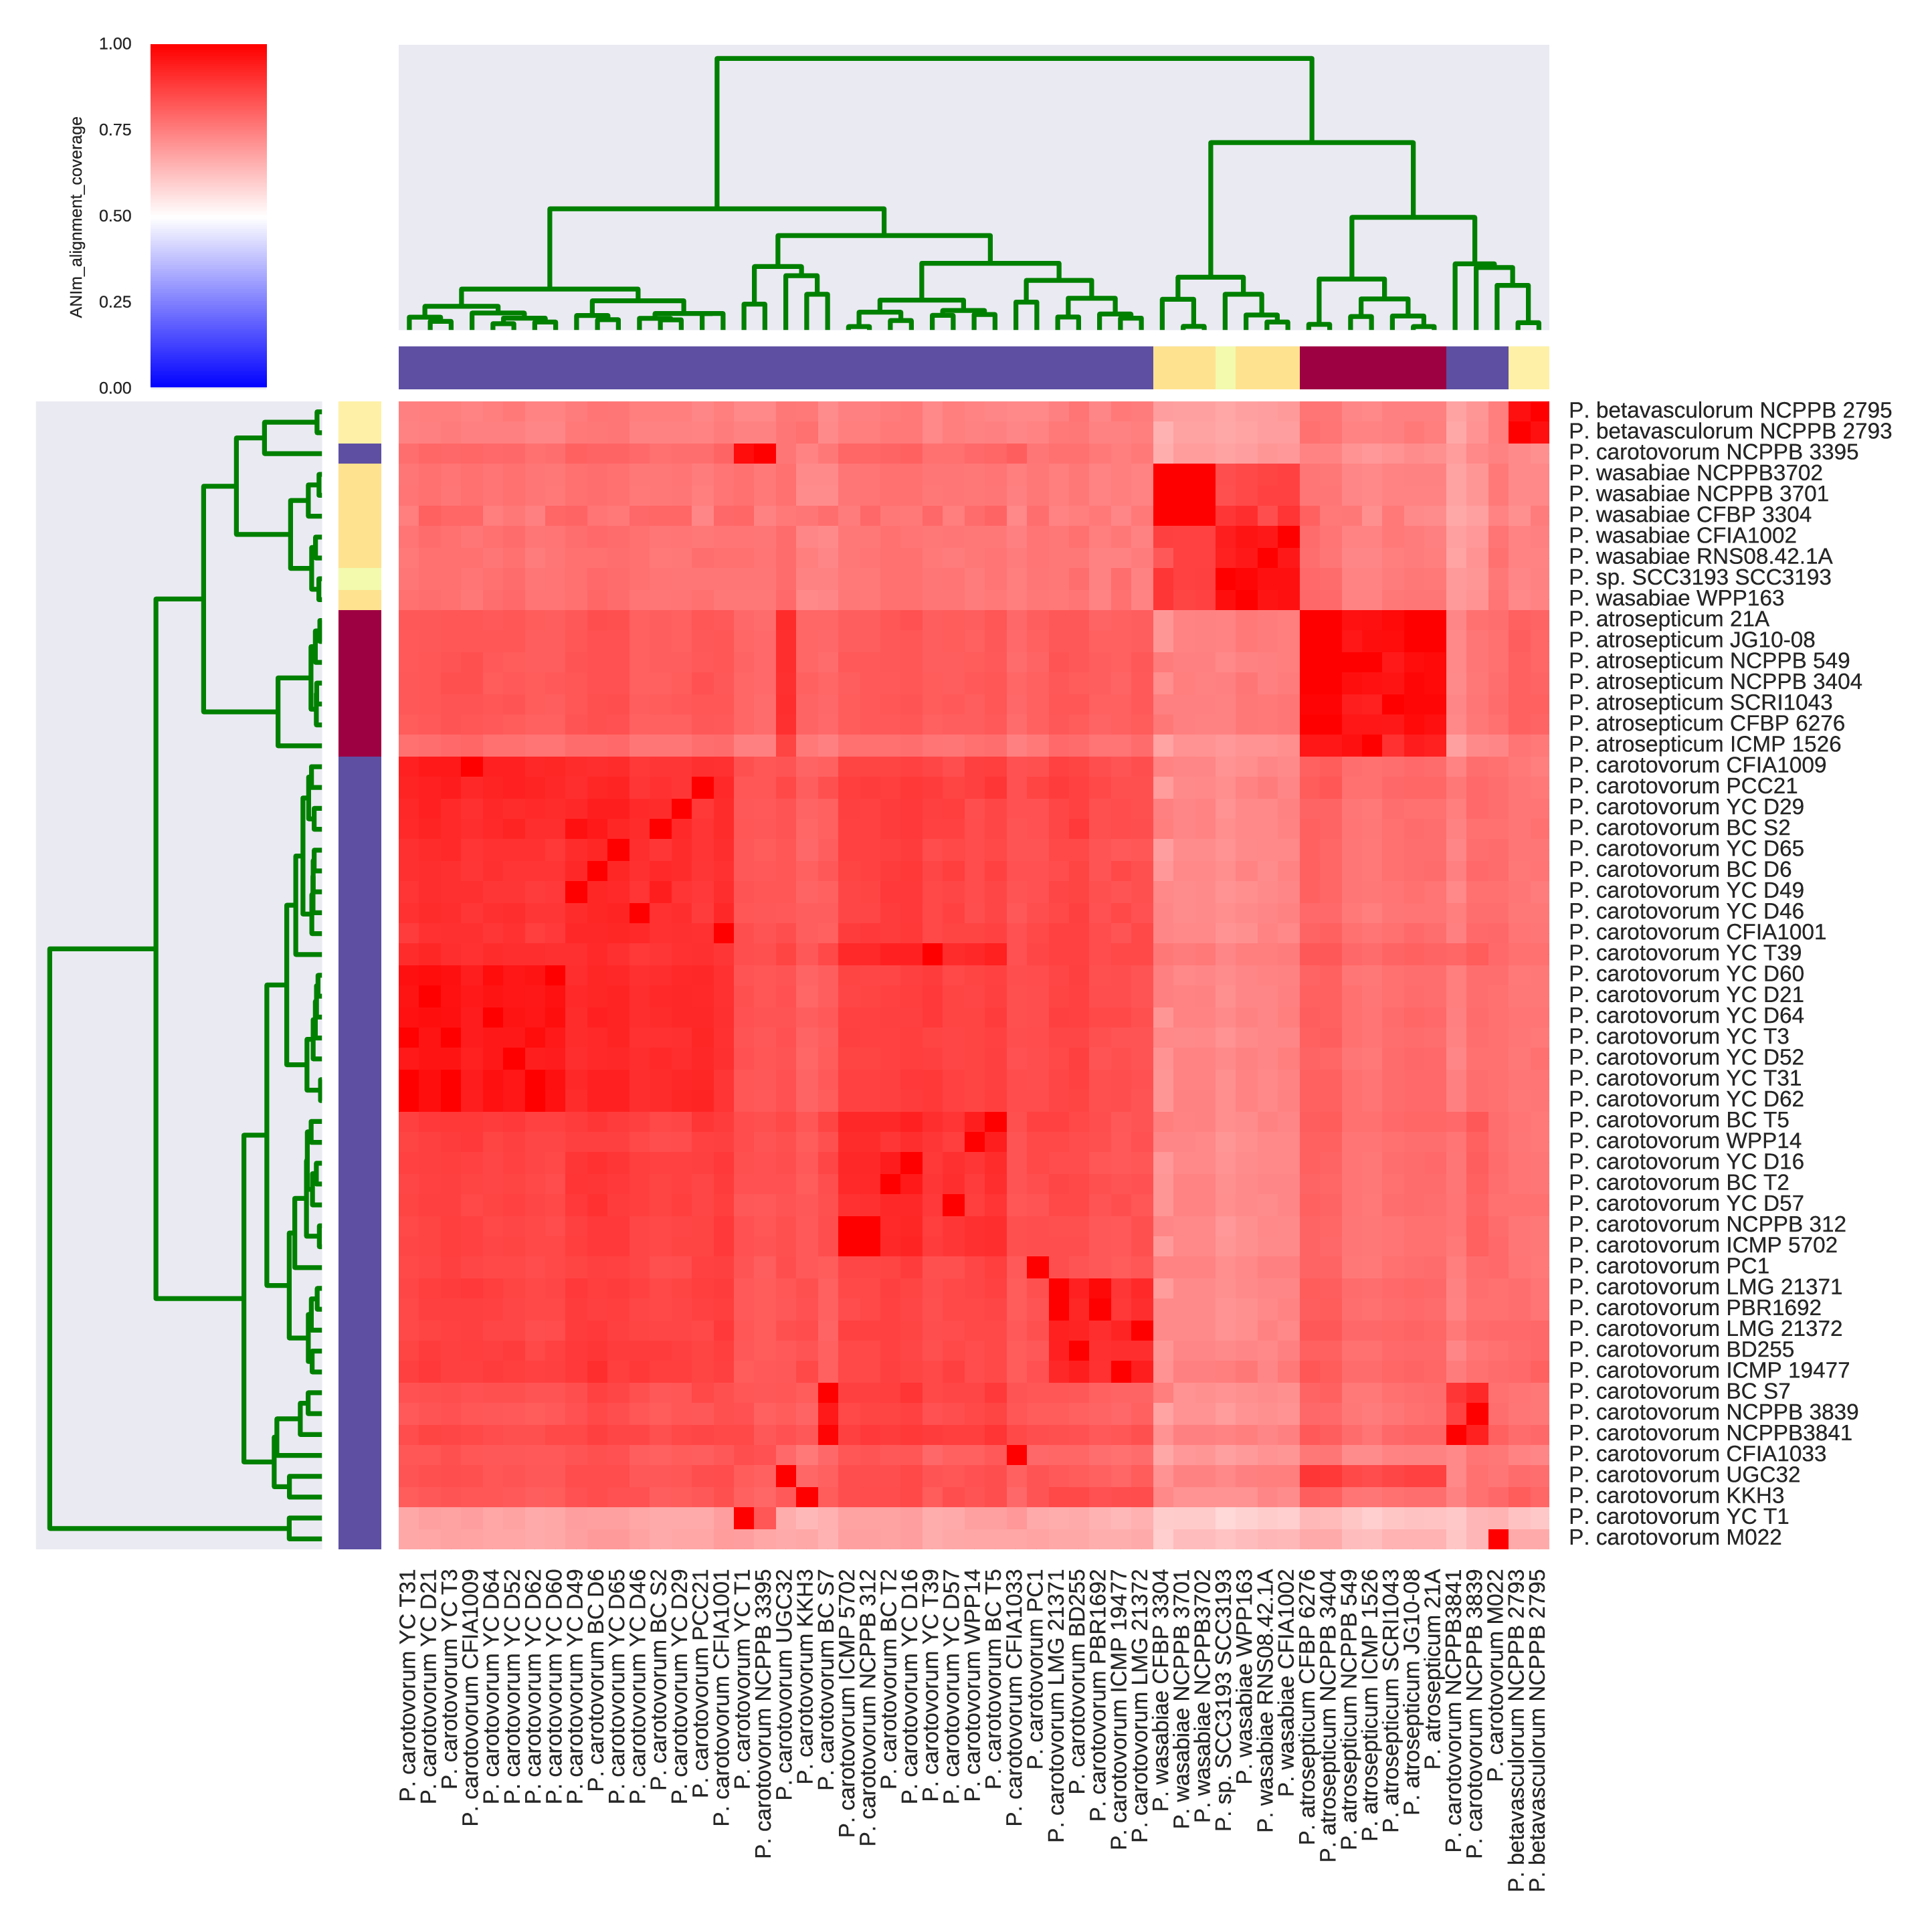 1.00
0.75
0.50
0.25
0.00
ANIm_alignment_coverage
P. betavasculorum NCPPB 2795
P. betavasculorum NCPPB 2793
P. carotovorum NCPPB 3395
P. wasabiae NCPPB3702
P. wasabiae NCPPB 3701
P. wasabiae CFBP 3304
P. wasabiae CFIA1002
P. wasabiae RNS08.42.1A
P. sp. SCC3193 SCC3193
P. wasabiae WPP163
P. atrosepticum 21A
P. atrosepticum JG10-08
P. atrosepticum NCPPB 549
P. atrosepticum NCPPB 3404
P. atrosepticum SCRI1043
P. atrosepticum CFBP 6276
P. atrosepticum ICMP 1526
P. carotovorum CFIA1009
P. carotovorum PCC21
P. carotovorum YC D29
P. carotovorum BC S2
P. carotovorum YC D65
P. carotovorum BC D6
P. carotovorum YC D49
P. carotovorum YC D46
P. carotovorum CFIA1001
P. carotovorum YC T39
P. carotovorum YC D60
P. carotovorum YC D21
P. carotovorum YC D64
P. carotovorum YC T3
P. carotovorum YC D52
P. carotovorum YC T31
P. carotovorum YC D62
P. carotovorum BC T5
P. carotovorum WPP14
P. carotovorum YC D16
P. carotovorum BC T2
P. carotovorum YC D57
P. carotovorum NCPPB 312
P. carotovorum ICMP 5702
P. carotovorum PC1
P. carotovorum LMG 21371
P. carotovorum PBR1692
P. carotovorum LMG 21372
P. carotovorum BD255
P. carotovorum ICMP 19477
P. carotovorum BC S7
P. carotovorum NCPPB 3839
P. carotovorum NCPPB3841
P. carotovorum CFIA1033
P. carotovorum UGC32
P. carotovorum KKH3
P. carotovorum YC T1
P. carotovorum M022
P. carotovorum YC T31
P. carotovorum YC D21
P. carotovorum YC T3
P. carotovorum CFIA1009
P. carotovorum YC D64
P. carotovorum YC D52
P. carotovorum YC D62
P. carotovorum YC D60
P. carotovorum YC D49
P. carotovorum BC D6
P. carotovorum YC D65
P. carotovorum YC D46
P. carotovorum BC S2
P. carotovorum YC D29
P. carotovorum PCC21
P. carotovorum CFIA1001
P. carotovorum YC T1
P. carotovorum NCPPB 3395
P. carotovorum UGC32
P. carotovorum KKH3
P. carotovorum BC S7
P. carotovorum ICMP 5702
P. carotovorum NCPPB 312
P. carotovorum BC T2
P. carotovorum YC D16
P. carotovorum YC T39
P. carotovorum YC D57
P. carotovorum WPP14
P. carotovorum BC T5
P. carotovorum CFIA1033
P. carotovorum PC1
P. carotovorum LMG 21371
P. carotovorum BD255
P. carotovorum PBR1692
P. carotovorum ICMP 19477
P. carotovorum LMG 21372
P. wasabiae CFBP 3304
P. wasabiae NCPPB 3701
P. wasabiae NCPPB3702
P. sp. SCC3193 SCC3193
P. wasabiae WPP163
P. wasabiae RNS08.42.1A
P. wasabiae CFIA1002
P. atrosepticum CFBP 6276
P. atrosepticum NCPPB 3404
P. atrosepticum NCPPB 549
P. atrosepticum ICMP 1526
P. atrosepticum SCRI1043
P. atrosepticum JG10-08
P. atrosepticum 21A
P. carotovorum NCPPB3841
P. carotovorum NCPPB 3839
P. carotovorum M022
P. betavasculorum NCPPB 2793
P. betavasculorum NCPPB 2795